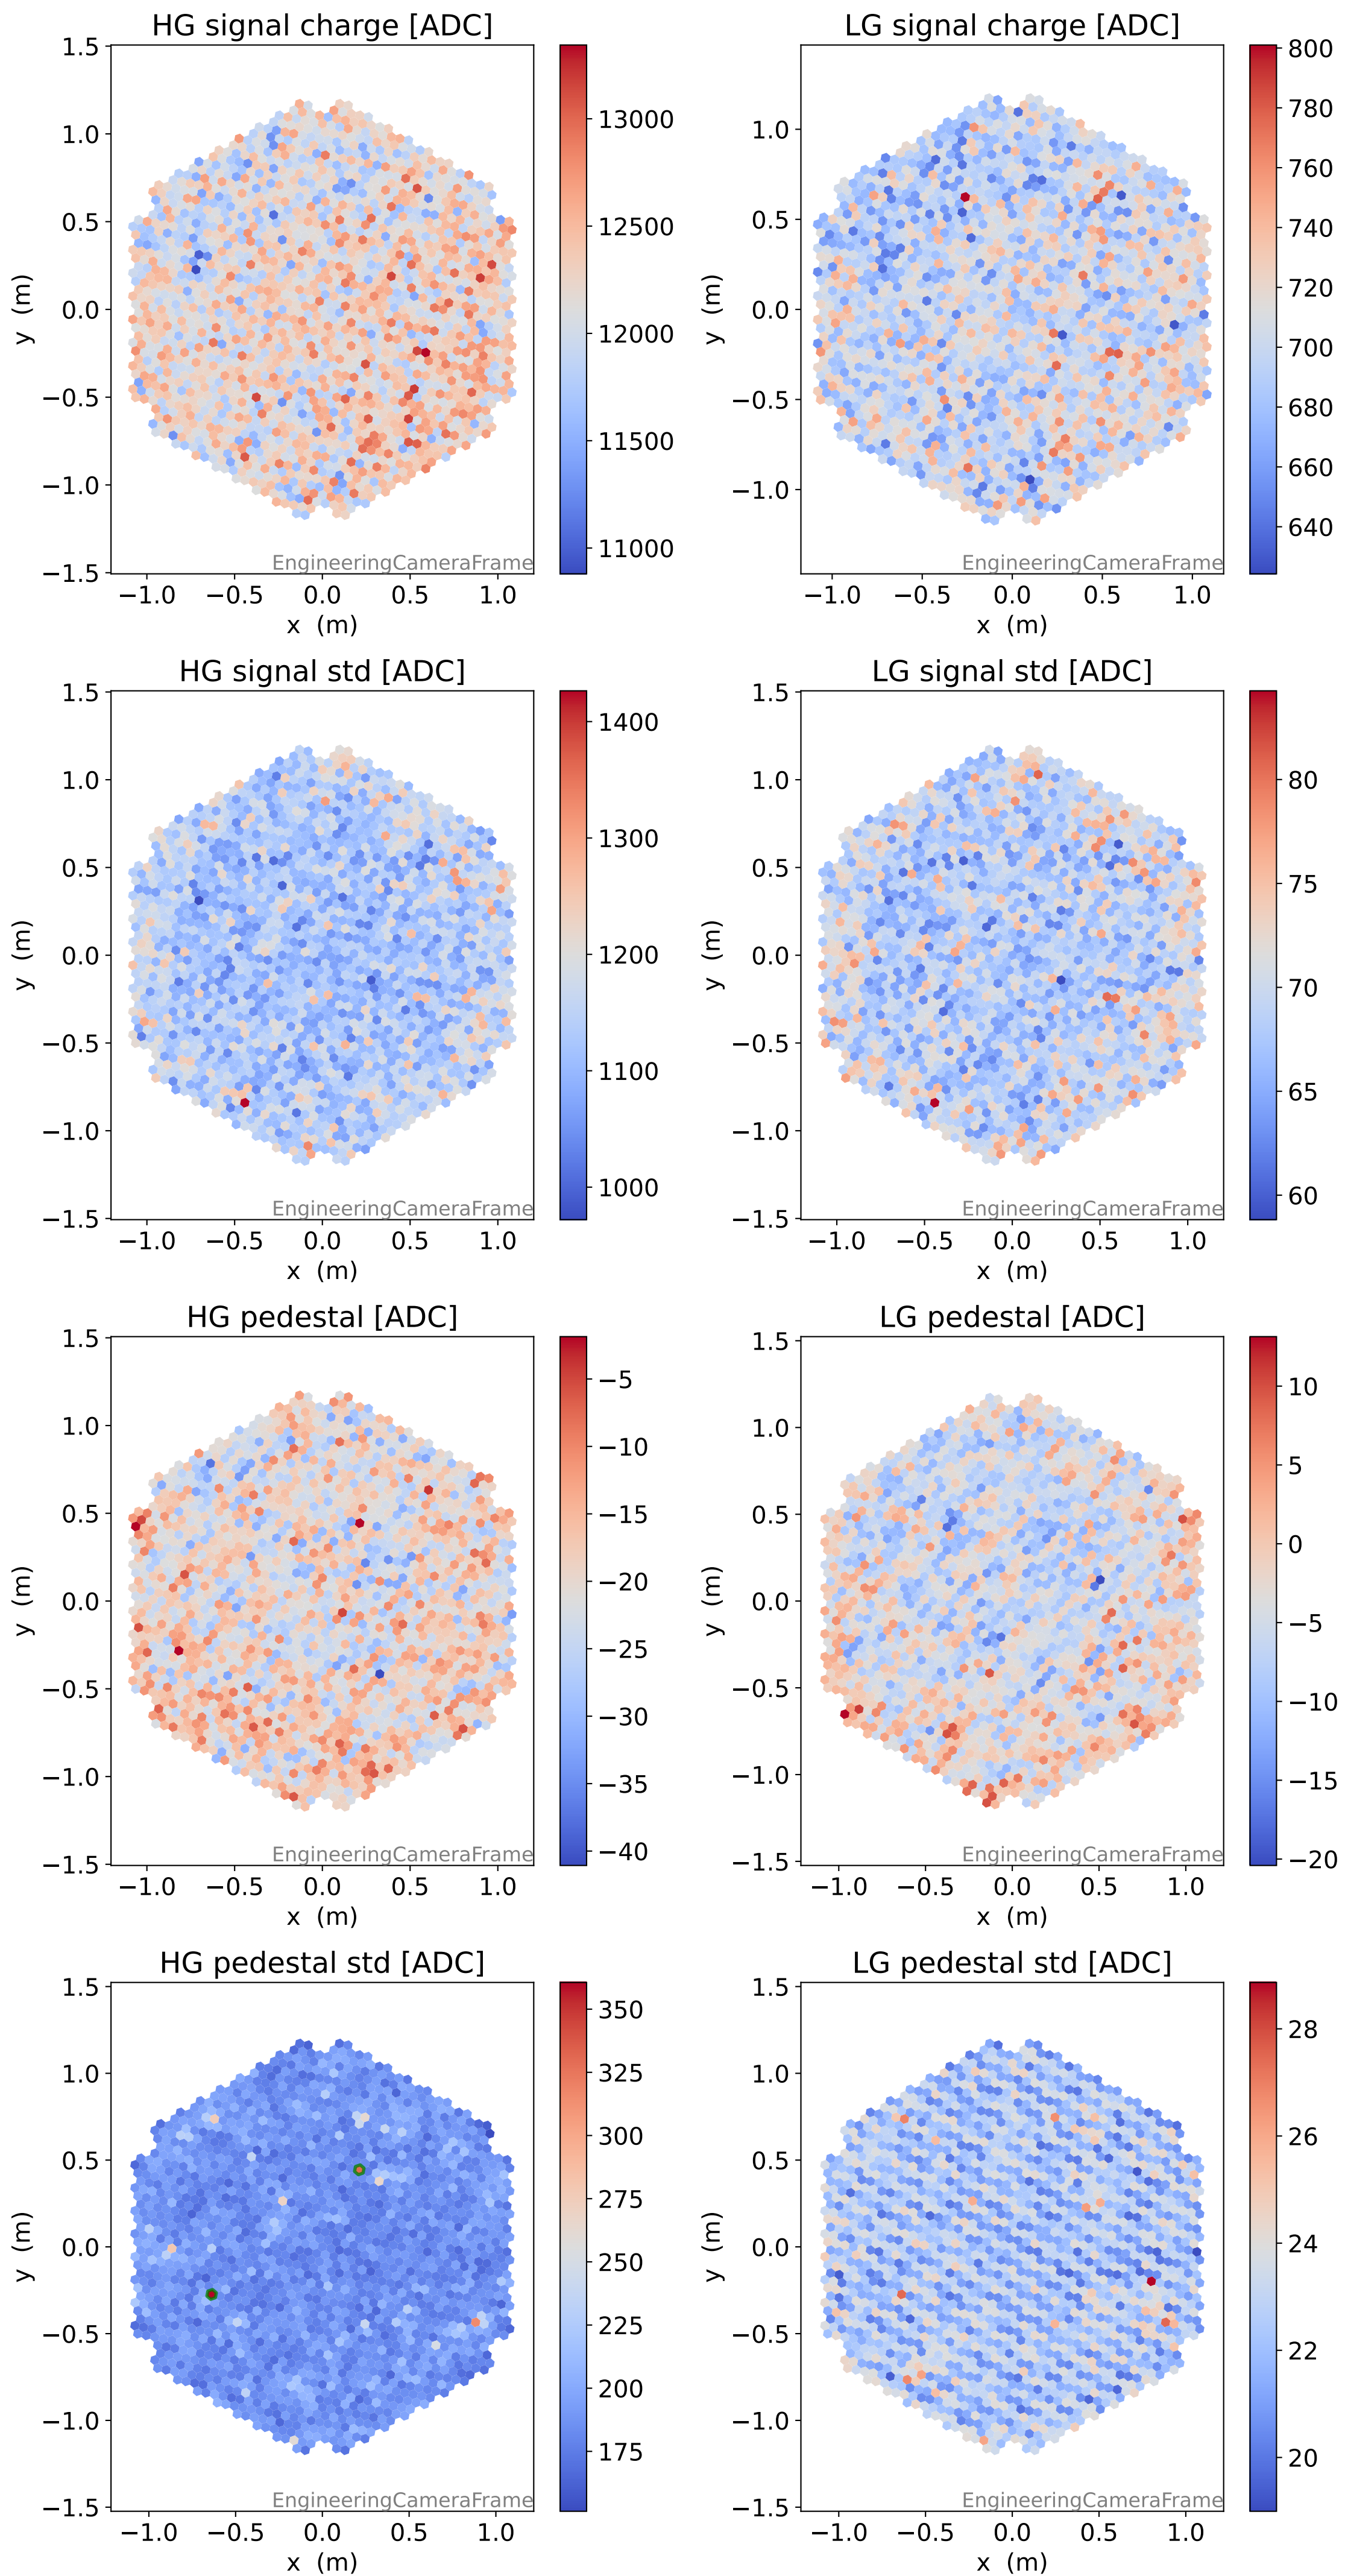 HG signal charge [ADC]
LG signal charge [ADC]
1.5
1.0
0.5
0.0
−0.5
−1.0
−1.5
y (m)
−1.0 −0.5 0.0 0.5 1.0
x (m)
EngineeringCameraFrame
13000
12500
12000
11500
11000
1.0
0.5
0.0
−0.5
−1.0
y (m)
−1.0 −0.5 0.0 0.5 1.0
x (m)
EngineeringCameraFrame
800
780
760
740
720
700
680
660
640
HG signal std [ADC]
LG signal std [ADC]
1.5
1.0
0.5
0.0
−0.5
−1.0
−1.5
y (m)
−1.0 −0.5 0.0 0.5 1.0
x (m)
EngineeringCameraFrame
1400
1300
1200
1100
1000
1.5
1.0
0.5
0.0
−0.5
−1.0
−1.5
y (m)
−1.0 −0.5 0.0 0.5 1.0
x (m)
EngineeringCameraFrame
80
75
70
65
60
HG pedestal [ADC]
LG pedestal [ADC]
1.5
1.0
0.5
0.0
−0.5
−1.0
−1.5
y (m)
−1.0 −0.5 0.0 0.5 1.0
x (m)
EngineeringCameraFrame
−5
−10
−15
−20
−25
−30
−35
−40
1.5
1.0
0.5
0.0
−0.5
−1.0
−1.5
y (m)
−1.0 −0.5 0.0 0.5 1.0
x (m)
EngineeringCameraFrame
10
5
0
−5
−10
−15
−20
HG pedestal std [ADC]
LG pedestal std [ADC]
1.5
1.0
0.5
0.0
−0.5
−1.0
−1.5
y (m)
−1.0 −0.5 0.0 0.5 1.0
x (m)
EngineeringCameraFrame
350
325
300
275
250
225
200
175
1.5
1.0
0.5
0.0
−0.5
−1.0
−1.5
y (m)
−1.0 −0.5 0.0 0.5 1.0
x (m)
EngineeringCameraFrame
28
26
24
22
20